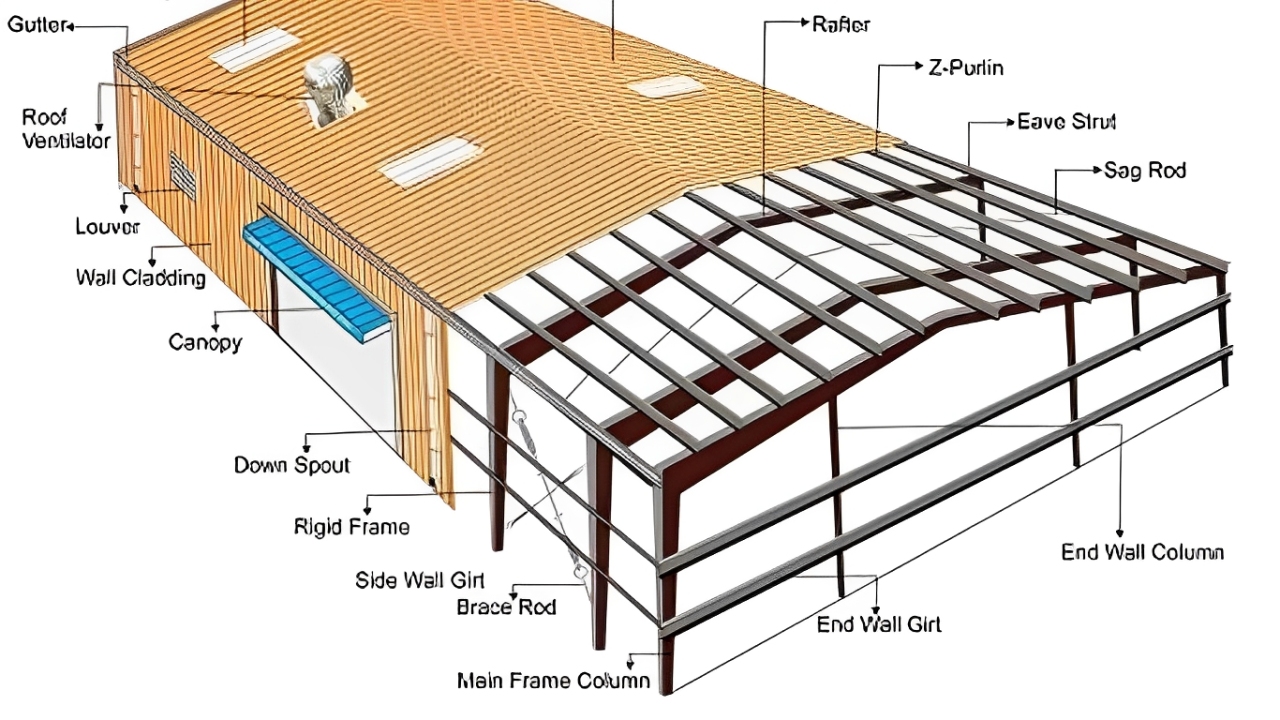 Gutter
Rafter
Z-Purlin
Eave Strut
Roof
Ventilator
Sag Rod
Louver
Wall Cladding
Canopy
Down Spout
Rigid Frame
End Wall Column
Side Wall Girt
Brace Rod
End Wall Girt
Main Frame Column